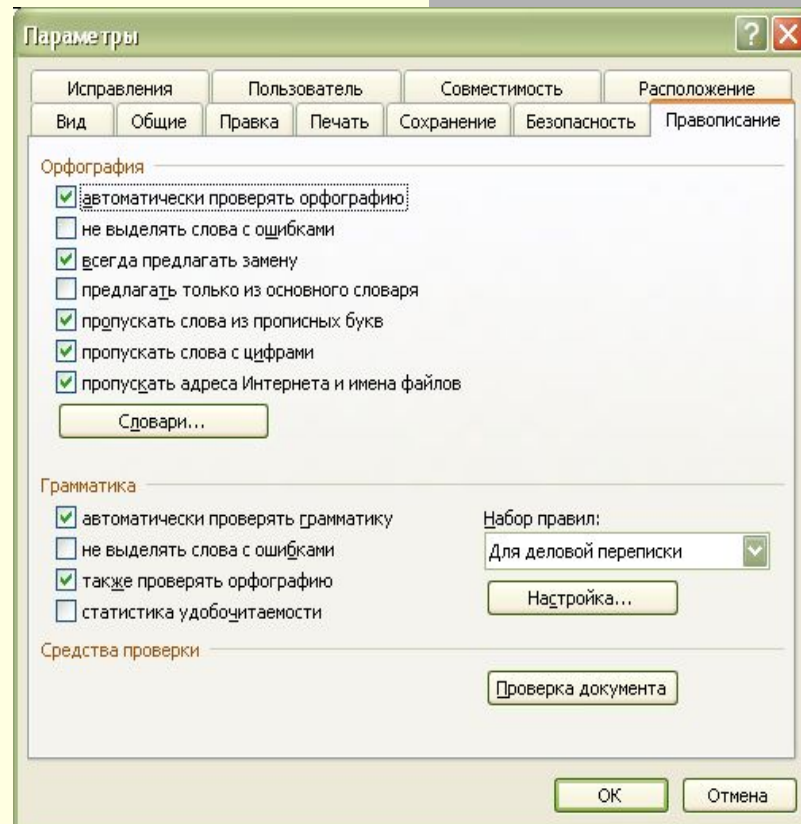 Параметры
Исправления Пользователь Совместимость Расположение
Вид Общие Правка Печать Сохранение Безопасность Правописание
Орфография
автоматически проверять орфографию
не выделять слова с ошибками
всегда предлагать замену
предлагать только из основного словаря
пропускать слова из прописных букв
пропускать слова с цифрами
пропускать адреса Интернета и имена файлов
Словари...
Грамматика
автоматически проверять грамматику
Набор правил:
не выделять слова с ошибками
Для деловой переписки
также проверять орфографию
Настройка...
статистика удобочитаемости
Средства проверки
Проверка документа
ОК Отмена